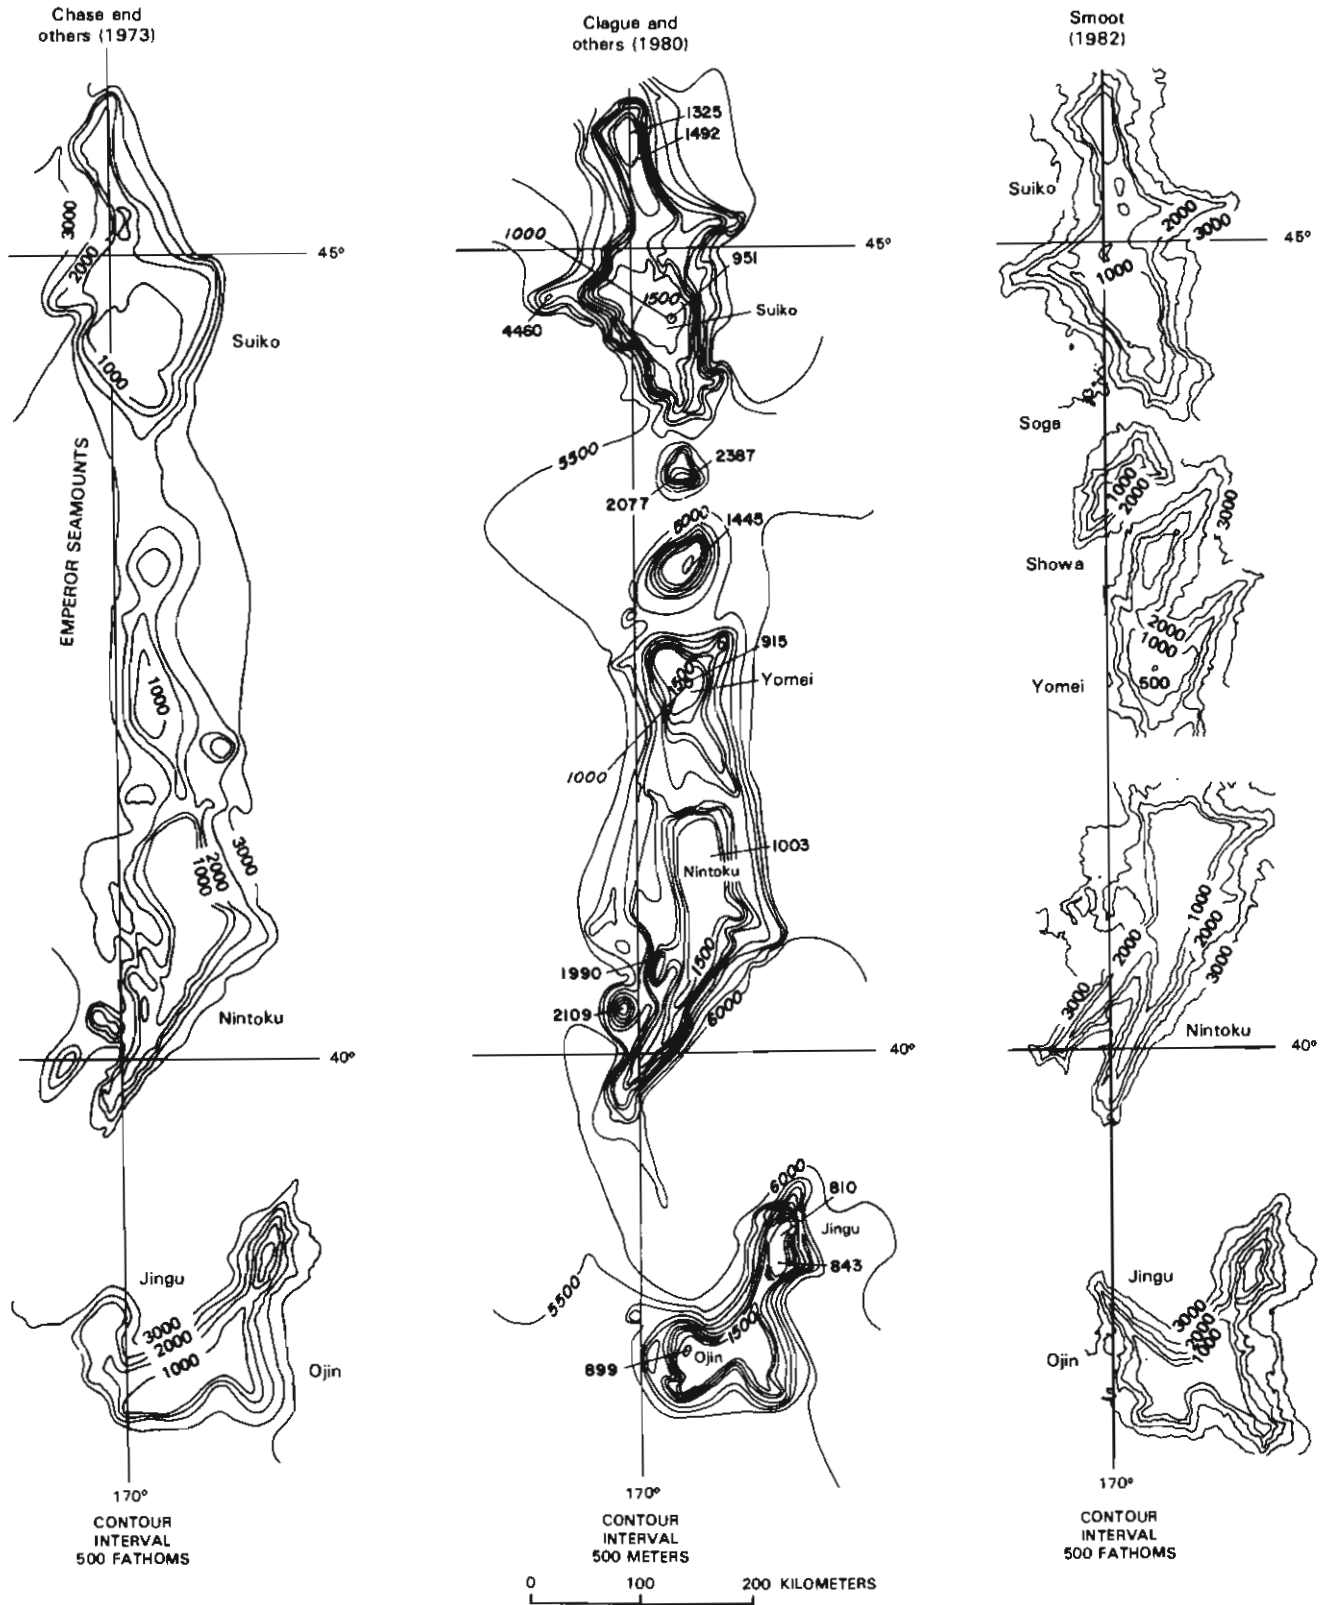 Chase end
others (1973)
3000
2000
45°
Suiko
1000
EMPEROR SEAMOUNTS
1000
3000
2000
1000
Nintoku
40°
Jingu
3000
2000
1000
Ojin
170°
CONTOUR
INTERVAL
500 FATHOMS
Clague and
others (1980)
1325
1492
1000
45°
951
1500
Suiko
4460
5500
2387
2077
5000
1445
915
1500
Yomei
1000
1003
Nintoku
1500
1990
2109
6000
40°
6000
810
Jingu
843
5500
1500
Ojin
899
170°
CONTOUR
INTERVAL
500 METERS
0 100 200 KILOMETERS
Smoot
(1982)
Suiko
2000
3000
45°
1000
Soga
1000
2000
3000
Showa
2000
1000
500
Yomei
1000
2000
2000
3000
3000
Nintoku
40°
Jingu
3000
2000
1000
Ojin
170°
CONTOUR
INTERVAL
500 FATHOMS